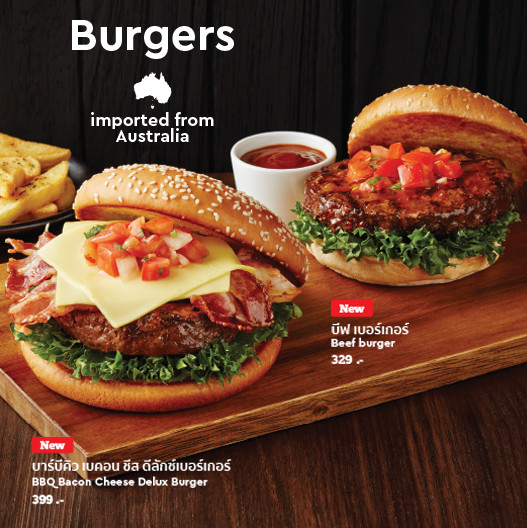 Burgers
imported from
Australia
New
บีฟ เบอร์เกอร์
Beef burger
329 .-
New
บาร์บีคิว เบคอน ชีส ดีลักซ์เบอร์เกอร์
BBQ Bacon Cheese Delux Burger
399 .-